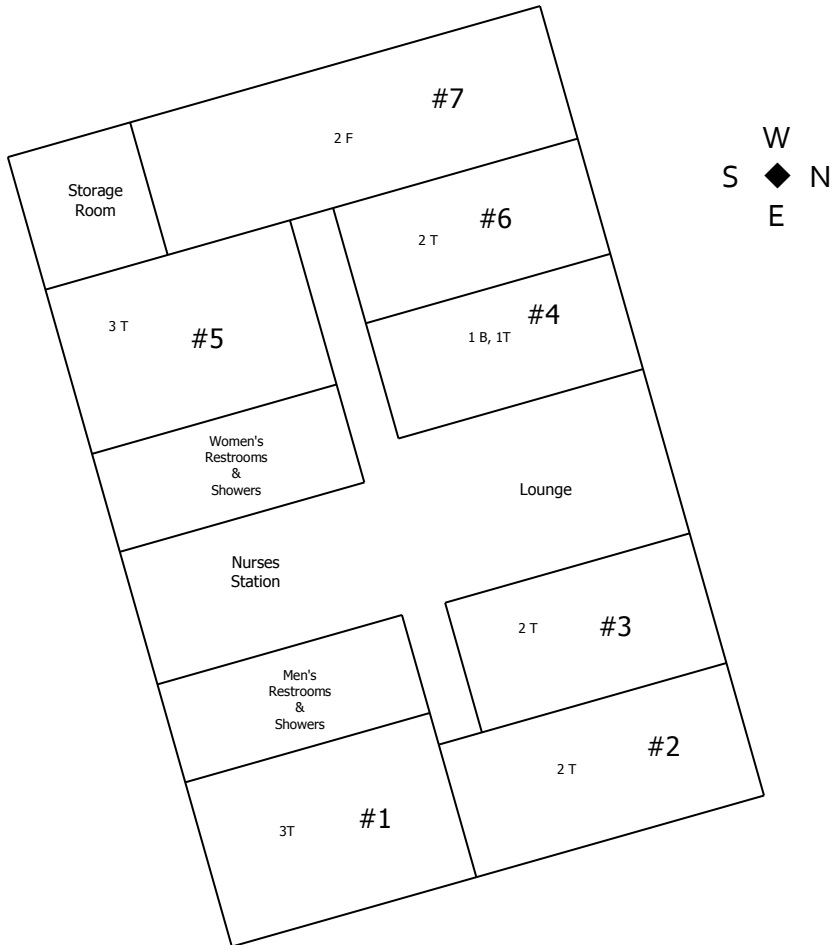 #7
2 F
W
S
N
E
Storage
Room
#6
2 T
#4
1 B, 1T
3 T
#5
Women's
Restrooms
&
Showers
Lounge
Nurses
Station
2 T
#3
Men's
Restrooms
&
Showers
#2
2 T
3T
#1